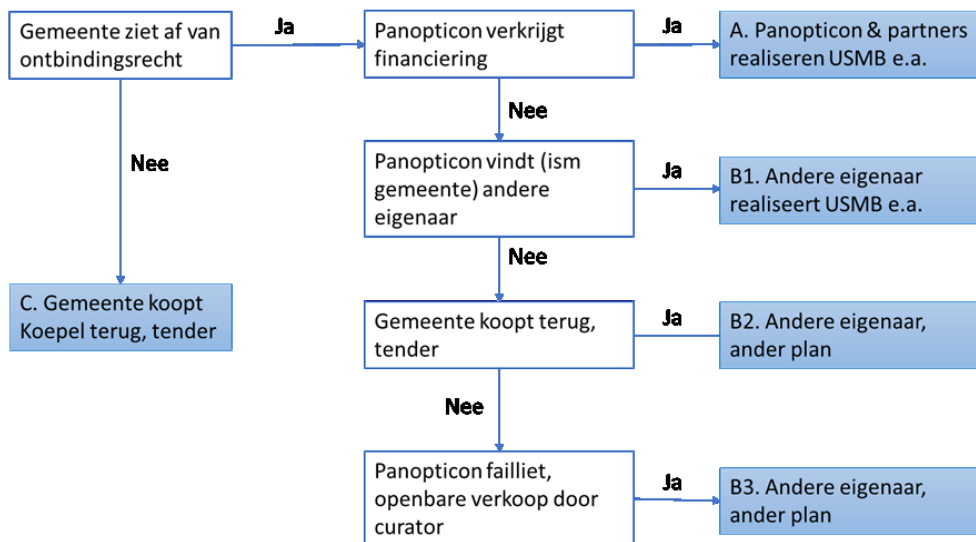 Gemeente ziet af van
ontbindingsrecht
Ja
Panopticon verkrijgt
financiering
Ja
A. Panopticon & partners
realiseren USMB e.a.
Nee
Nee
Panopticon vindt (ism
gemeente) andere
eigenaar
Ja
B1. Andere eigenaar
realiseert USMB e.a.
Nee
C. Gemeente koopt
Koepel terug, tender
Gemeente koopt terug,
tender
Ja
B2. Andere eigenaar,
ander plan
Nee
Panopticon failliet,
openbare verkoop door
curator
Ja
B3. Andere eigenaar,
ander plan